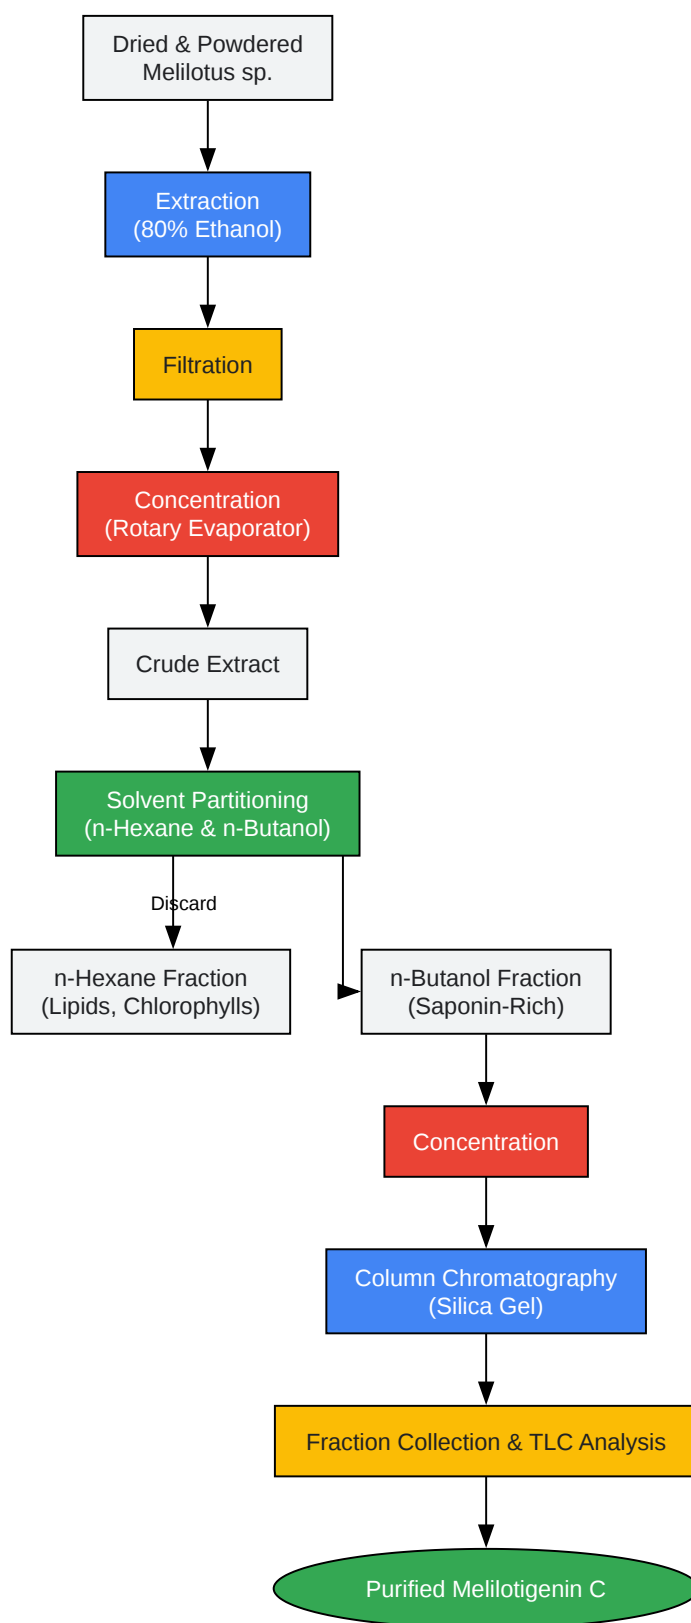 Dried & Powdered
Melilotus sp.
Extraction
(80% Ethanol)
Filtration
Concentration
(Rotary Evaporator)
Crude Extract
Solvent Partitioning
(n-Hexane & n-Butanol)
Discard
n-Hexane Fraction
(Lipids, Chlorophylls)
n-Butanol Fraction
(Saponin-Rich)
Concentration
Column Chromatography
(Silica Gel)
Fraction Collection & TLC Analysis
Purified Melilotigenin C